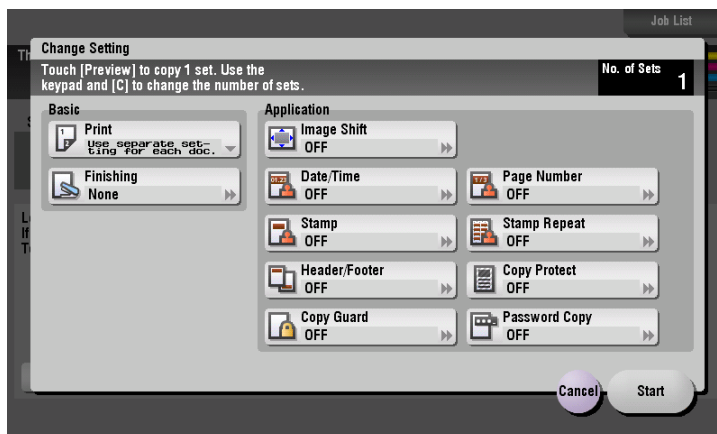 Job List
Th
Change Setting
Touch [Preview] to copy 1 set. Use the
keypad and [C] to change the number of sets.
No. of Sets
1
Basic
Print
Use separate set-
ting for each doc.
Finishing
None
Application
Image Shift
OFF
Date/Time
OFF
Page Number
OFF
Stamp
OFF
Stamp Repeat
OFF
Header/Footer
OFF
Copy Protect
OFF
Copy Guard
OFF
Password Copy
OFF
Cancel
Start